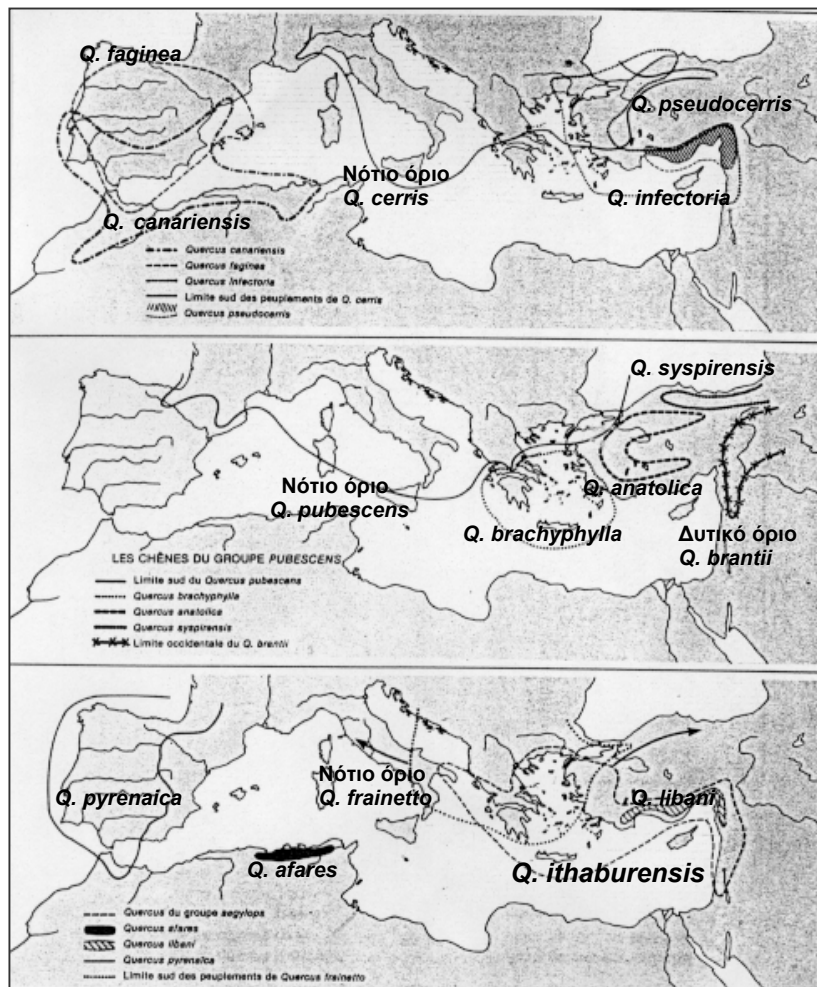 Q. faginea
Q. pseudocerris
Νότιο όριο
Q. cerris
Q. infectoria
Q. canariensis
Quercus canariensis
Quercus faginea
Quercus infectoria
Limite sud des peuplements de Q. cerris
Quercus pseudocerris
Q. syspirensis
Νότιο όριο
Q. pubescens
Q. anatolica
Q. brachyphylla
Δυτικό όριο
Q. brantii
LES CHÊNES DU GROUPE PUBESCENS
Limite sud du Quercus pubescens
Quercus brachyphylla
Quercus anatolica
Quercus syspirensis
Limite occidentale du Q. brantii
Q. pyrenaica
Νότιο όριο
Q. frainetto
Q. libani
Q. afares
Q. ithaburensis
Quercus du groupe aegylops
Quercus afares
Quercus libani
Quercus pyrenaica
Limite sud des peuplements de Quercus frainetto